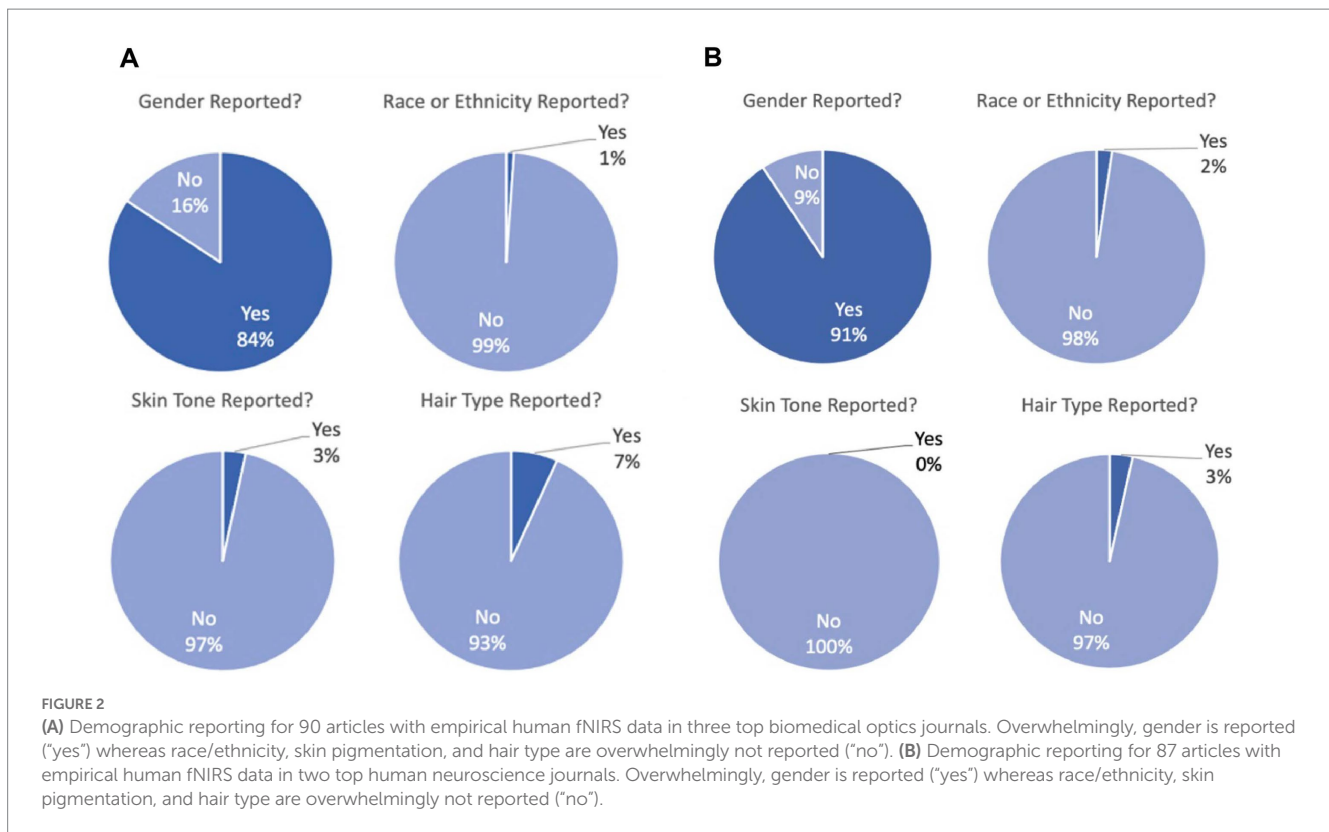 A
B
Gender Reported?
No
16%
Yes
84%
Race or Ethnicity Reported?
Yes
1%
No
99%
Gender Reported?
No
9%
Yes
91%
Race or Ethnicity Reported?
Yes
2%
No
98%
Skin Tone Reported?
Yes
3%
No
97%
Hair Type Reported?
Yes
7%
No
93%
Skin Tone Reported?
Yes
0%
No
100%
Hair Type Reported?
Yes
3%
No
97%
FIGURE 2
(A) Demographic reporting for 90 articles with empirical human fNIRS data in three top biomedical optics journals. Overwhelmingly, gender is reported
(“yes”) whereas race/ethnicity, skin pigmentation, and hair type are overwhelmingly not reported (“no”). (B) Demographic reporting for 87 articles with
empirical human fNIRS data in two top human neuroscience journals. Overwhelmingly, gender is reported (“yes”) whereas race/ethnicity, skin
pigmentation, and hair type are overwhelmingly not reported (“no”).